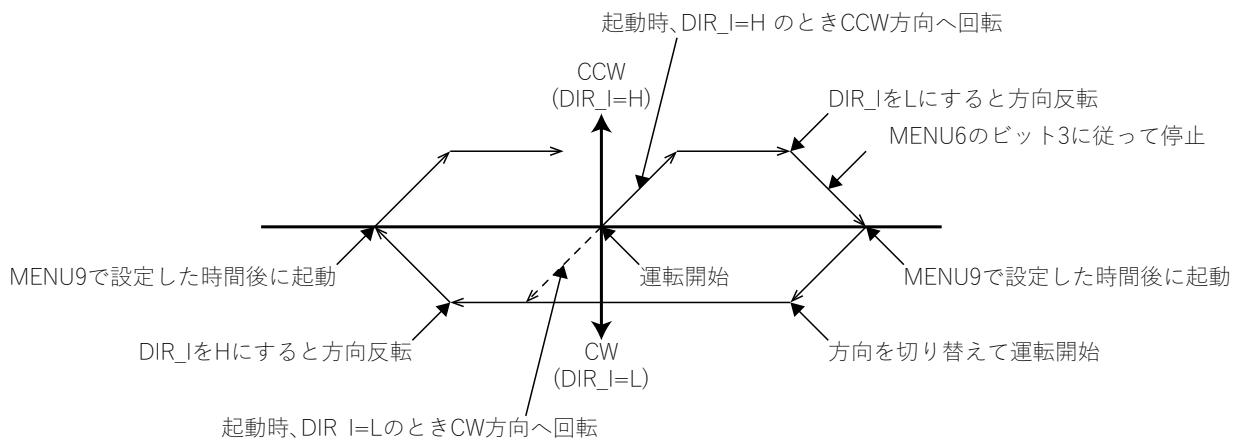 起動時、DIR_I=H のときCCW方向へ回転
CCW
(DIR_I=H)
DIR_IをLにすると方向反転
MENU6のビット3に従って停止
MENU9で設定した時間後に起動
運転開始
MENU9で設定した時間後に起動
DIR_IをHにすると方向反転
CW
(DIR_I=L)
方向を切り替えて運転開始
起動時、DIR I=LのときCW方向へ回転